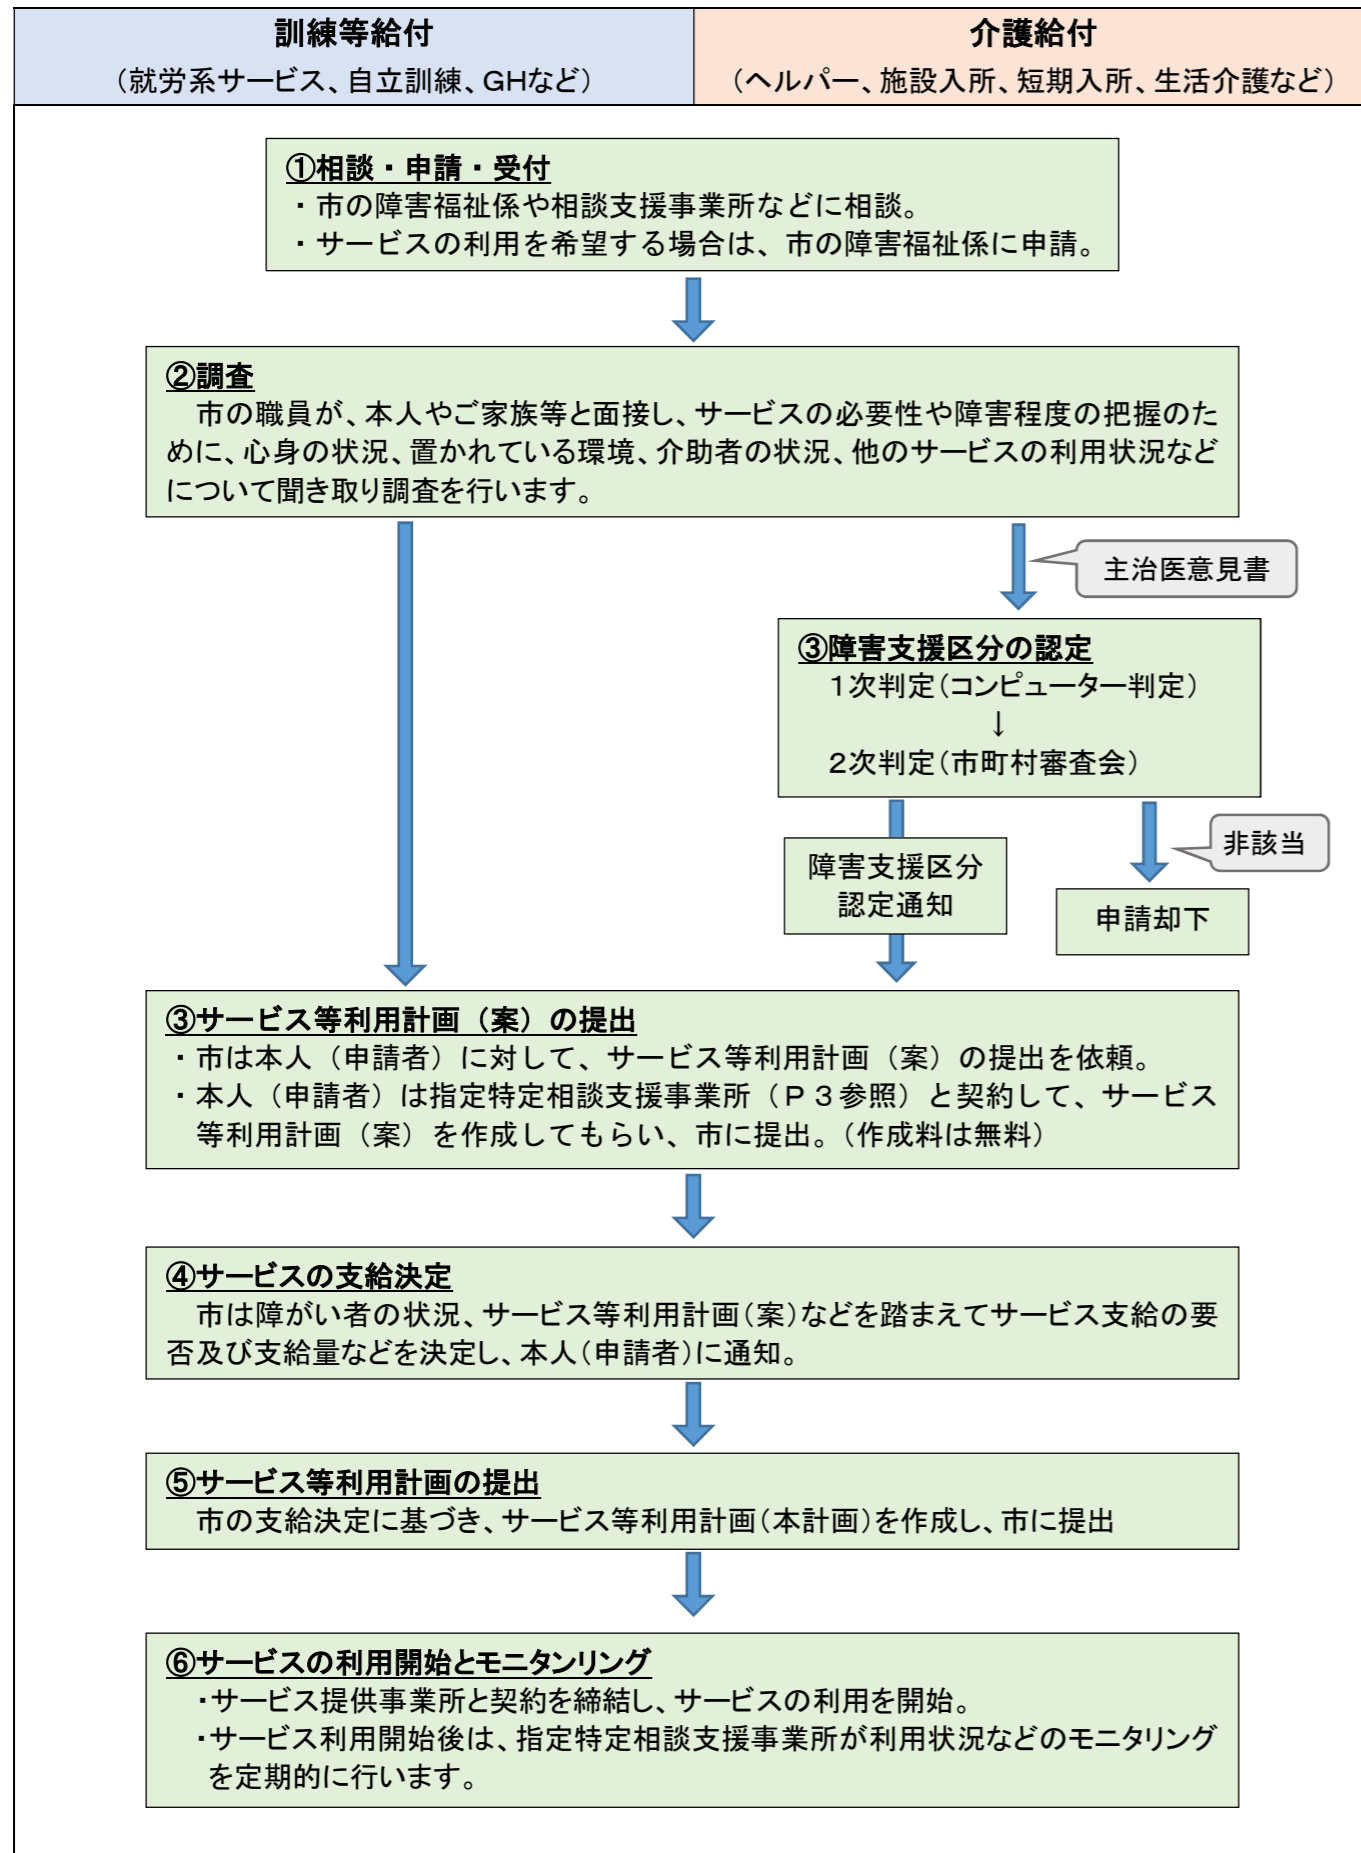 訓練等給付
（就労系サービス、自立訓練、GHなど）
介護給付
（ヘルパー、施設入所、短期入所、生活介護など）
①相談・申請・受付
・市の障害福祉係や相談支援事業所などに相談。
・サービスの利用を希望する場合は、市の障害福祉係に申請。
②調査
市の職員が、本人やご家族等と面接し、サービスの必要性や障害程度の把握のた
めに、心身の状況、置かれている環境、介助者の状況、他のサービスの利用状況など
について聞き取り調査を行います。
主治医意見書
③障害支援区分の認定
１次判定（コンピューター判定）
↓
２次判定（市町村審査会）
障害支援区分
認定通知
非該当
申請却下
③サービス等利用計画（案）の提出
・市は本人（申請者）に対して、サービス等利用計画（案）の提出を依頼。
・本人（申請者）は指定特定相談支援事業所（Ｐ３参照）と契約して、サービス
等利用計画（案）を作成してもらい、市に提出。（作成料は無料）
④サービスの支給決定
市は障がい者の状況、サービス等利用計画（案）などを踏まえてサービス支給の要
否及び支給量などを決定し、本人（申請者）に通知。
⑤サービス等利用計画の提出
市の支給決定に基づき、サービス等利用計画（本計画）を作成し、市に提出
⑥サービスの利用開始とモニタンリング
・サービス提供事業所と契約を締結し、サービスの利用を開始。
・サービス利用開始後は、指定特定相談支援事業所が利用状況などのモニタリング
を定期的に行います。